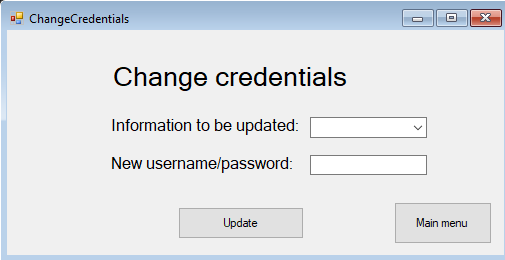 ChangeCredentials
Change credentials
Information to be updated:
New username/password:
Update
Main menu